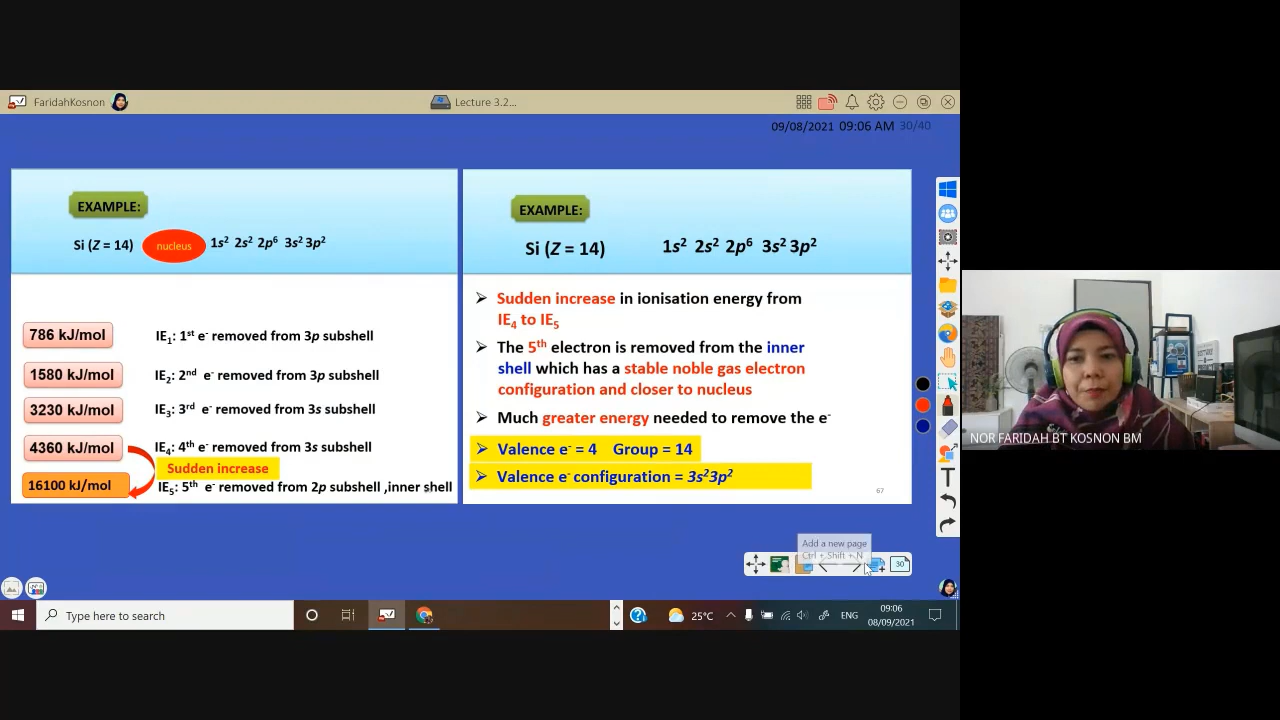 FaridahKosnon
Lecture 3.2...
09/08/2021 09:06 AM 30/40
EXAMPLE:
Si (Z = 14) nucleus 1s² 2s² 2p⁶ 3s² 3p²
786 kJ/mol IE₁: 1ˢᵗ e⁻ removed from 3p subshell
1580 kJ/mol IE₂: 2ⁿᵈ e⁻ removed from 3p subshell
3230 kJ/mol IE₃: 3ʳᵈ e⁻ removed from 3s subshell
4360 kJ/mol IE₄: 4ᵗʰ e⁻ removed from 3s subshell
Sudden increase
16100 kJ/mol IE₅: 5ᵗʰ e⁻ removed from 2p subshell ,inner shell
EXAMPLE:
Si (Z = 14) 1s² 2s² 2p⁶ 3s² 3p²
➢ Sudden increase in ionisation energy from
IE₄ to IE₅
➢ The 5ᵗʰ electron is removed from the inner
shell which has a stable noble gas electron
configuration and closer to nucleus
➢ Much greater energy needed to remove the e⁻
➢ Valence e⁻ = 4 Group = 14
➢ Valence e⁻ configuration = 3s²3p²
67
NOR FARIDAH BT KOSNON BM
T
Add a new page
Ctrl + Shift + N
30
Type here to search
25°C
ENG
09:06
08/09/2021